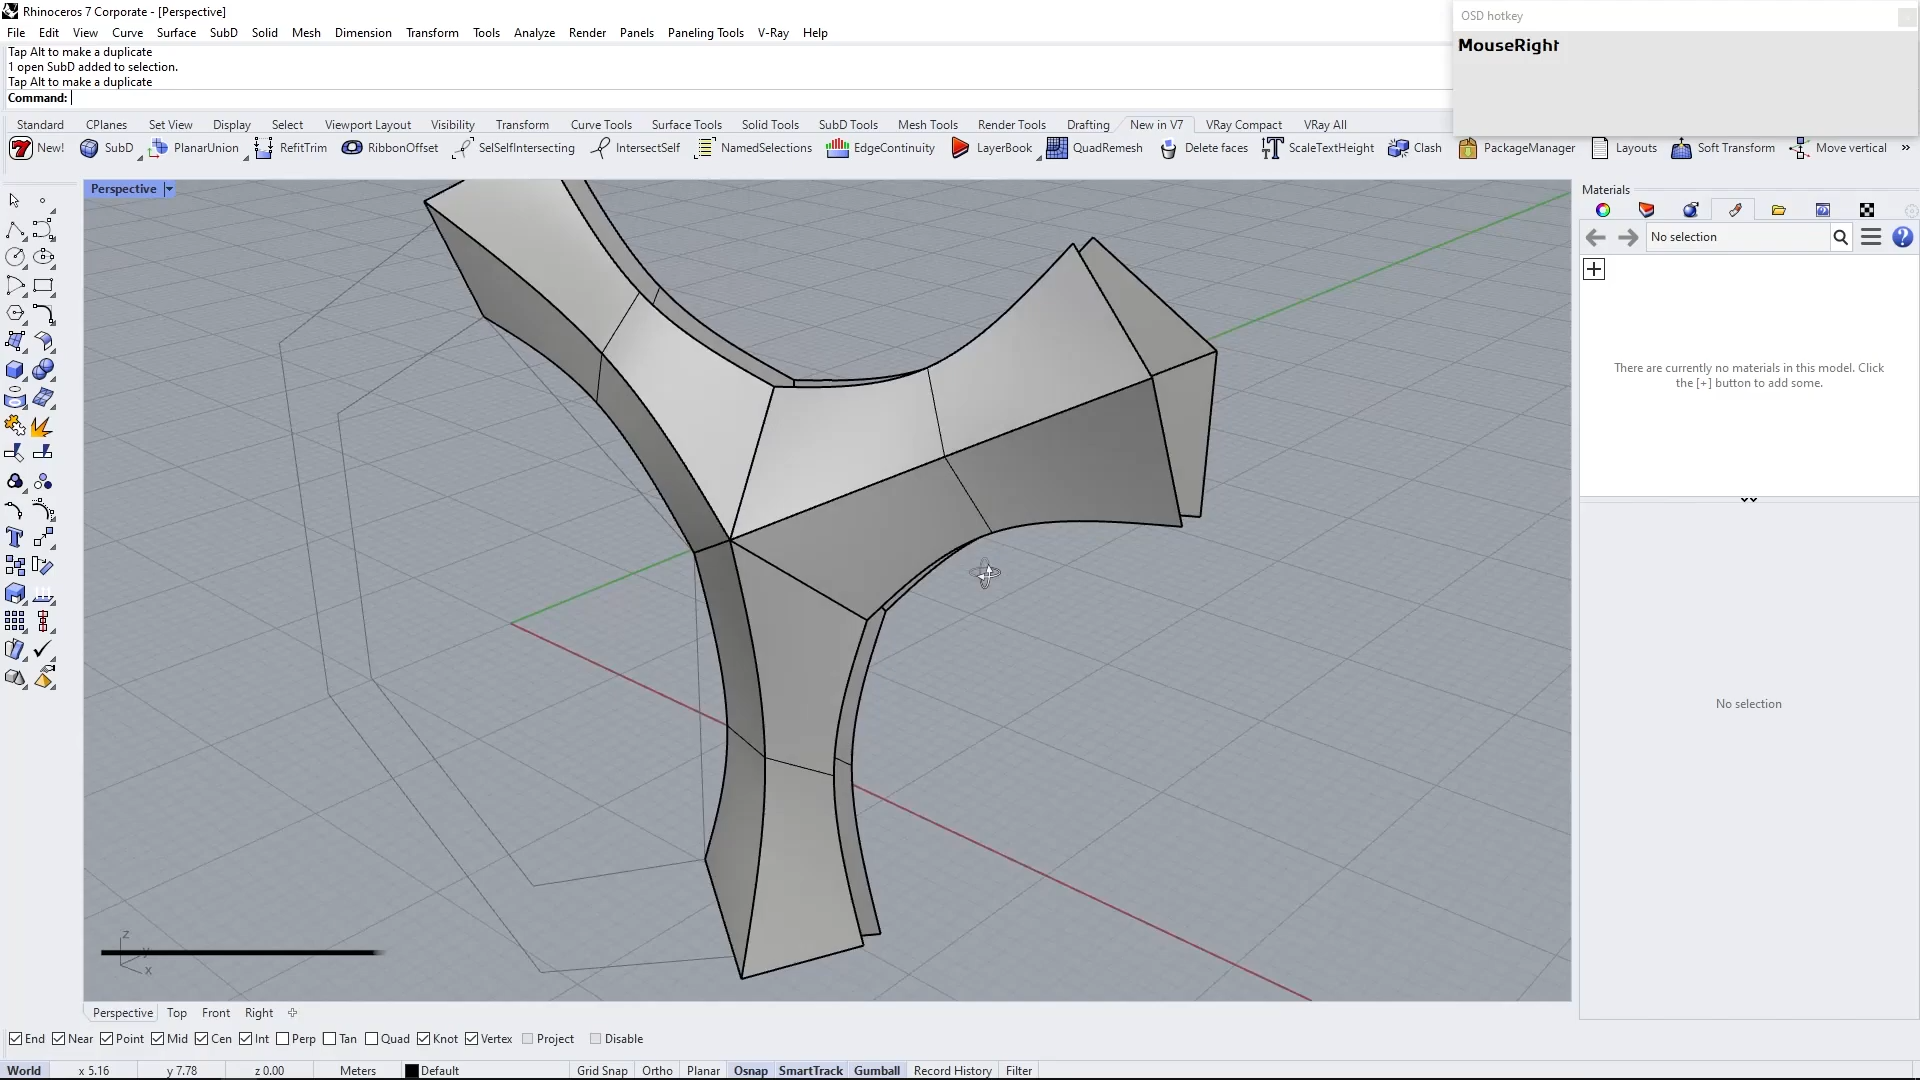 Rhinoceros 7 Corporate - [Perspective]
OSD hotkey
File Edit View Curve Surface SubD Solid Mesh Dimension Transform Tools Analyze Render Panels Paneling Tools V-Ray Help
MouseRight
Tap Alt to make a duplicate
1 open SubD added to selection.
Tap Alt to make a duplicate
Command:
Standard CPlanes Set View Display Select Viewport Layout Visibility Transform Curve Tools Surface Tools Solid Tools SubD Tools Mesh Tools Render Tools Drafting New in V7 VRay Compact VRay All
7 New! SubD PlanarUnion RefitTrim RibbonOffset SelSelfIntersecting IntersectSelf NamedSelections EdgeContinuity LayerBook QuadRemesh Delete faces ScaleTextHeight Clash PackageManager Layouts Soft Transform Move vertical »
Perspective
Materials
No selection
There are currently no materials in this model. Click
the [+] button to add some.
No selection
z
y
x
Perspective Top Front Right
End Near Point Mid Cen Int Perp Tan Quad Knot Vertex Project Disable
World x 5.16 y 7.78 z 0.00 Meters Default Grid Snap Ortho Planar Osnap SmartTrack Gumball Record History Filter